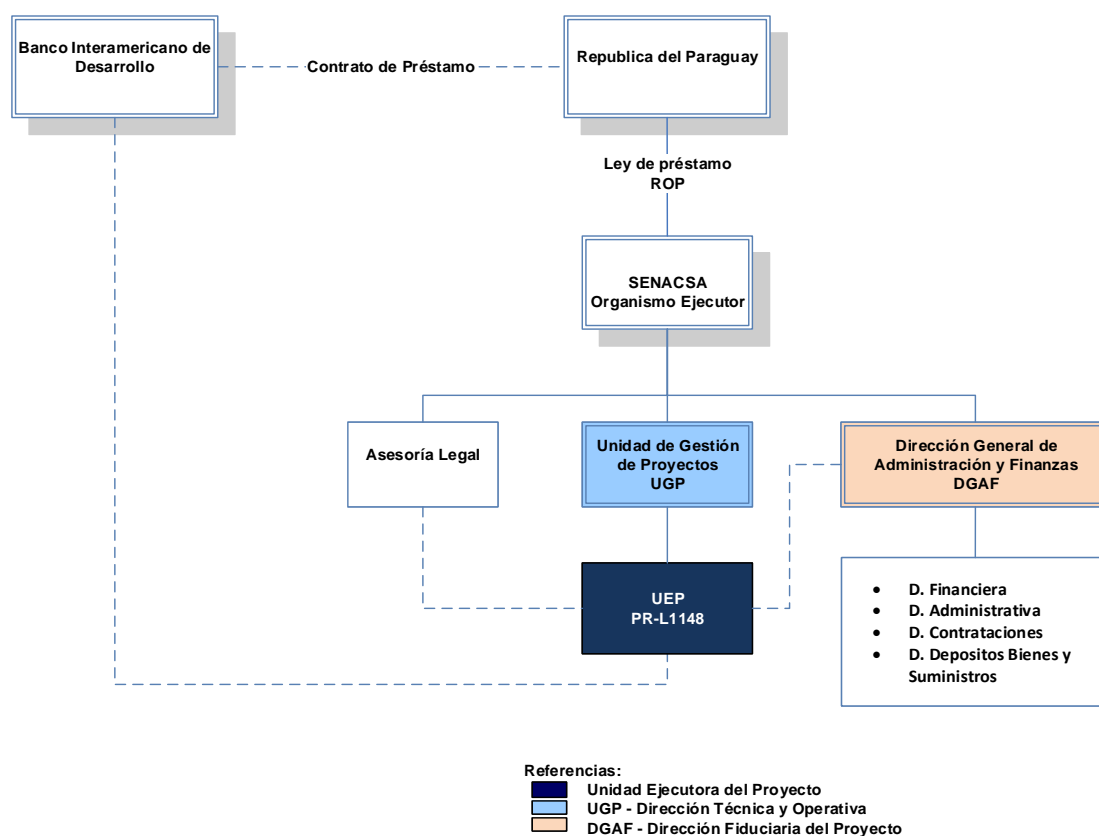 Banco Interamericano de
Desarrollo
Contrato de Préstamo
Republica del Paraguay
Ley de préstamo
ROP
SENACSA
Organismo Ejecutor
Asesoría Legal
Unidad de Gestión
de Proyectos
UGP
Dirección General de
Administración y Finanzas
DGAF
UEP
PR-L1148
• D. Financiera
• D. Administrativa
• D. Contrataciones
• D. Depositos Bienes y
Suministros
Referencias:
Unidad Ejecutora del Proyecto
UGP - Dirección Técnica y Operativa
DGAF - Dirección Fiduciaria del Proyecto